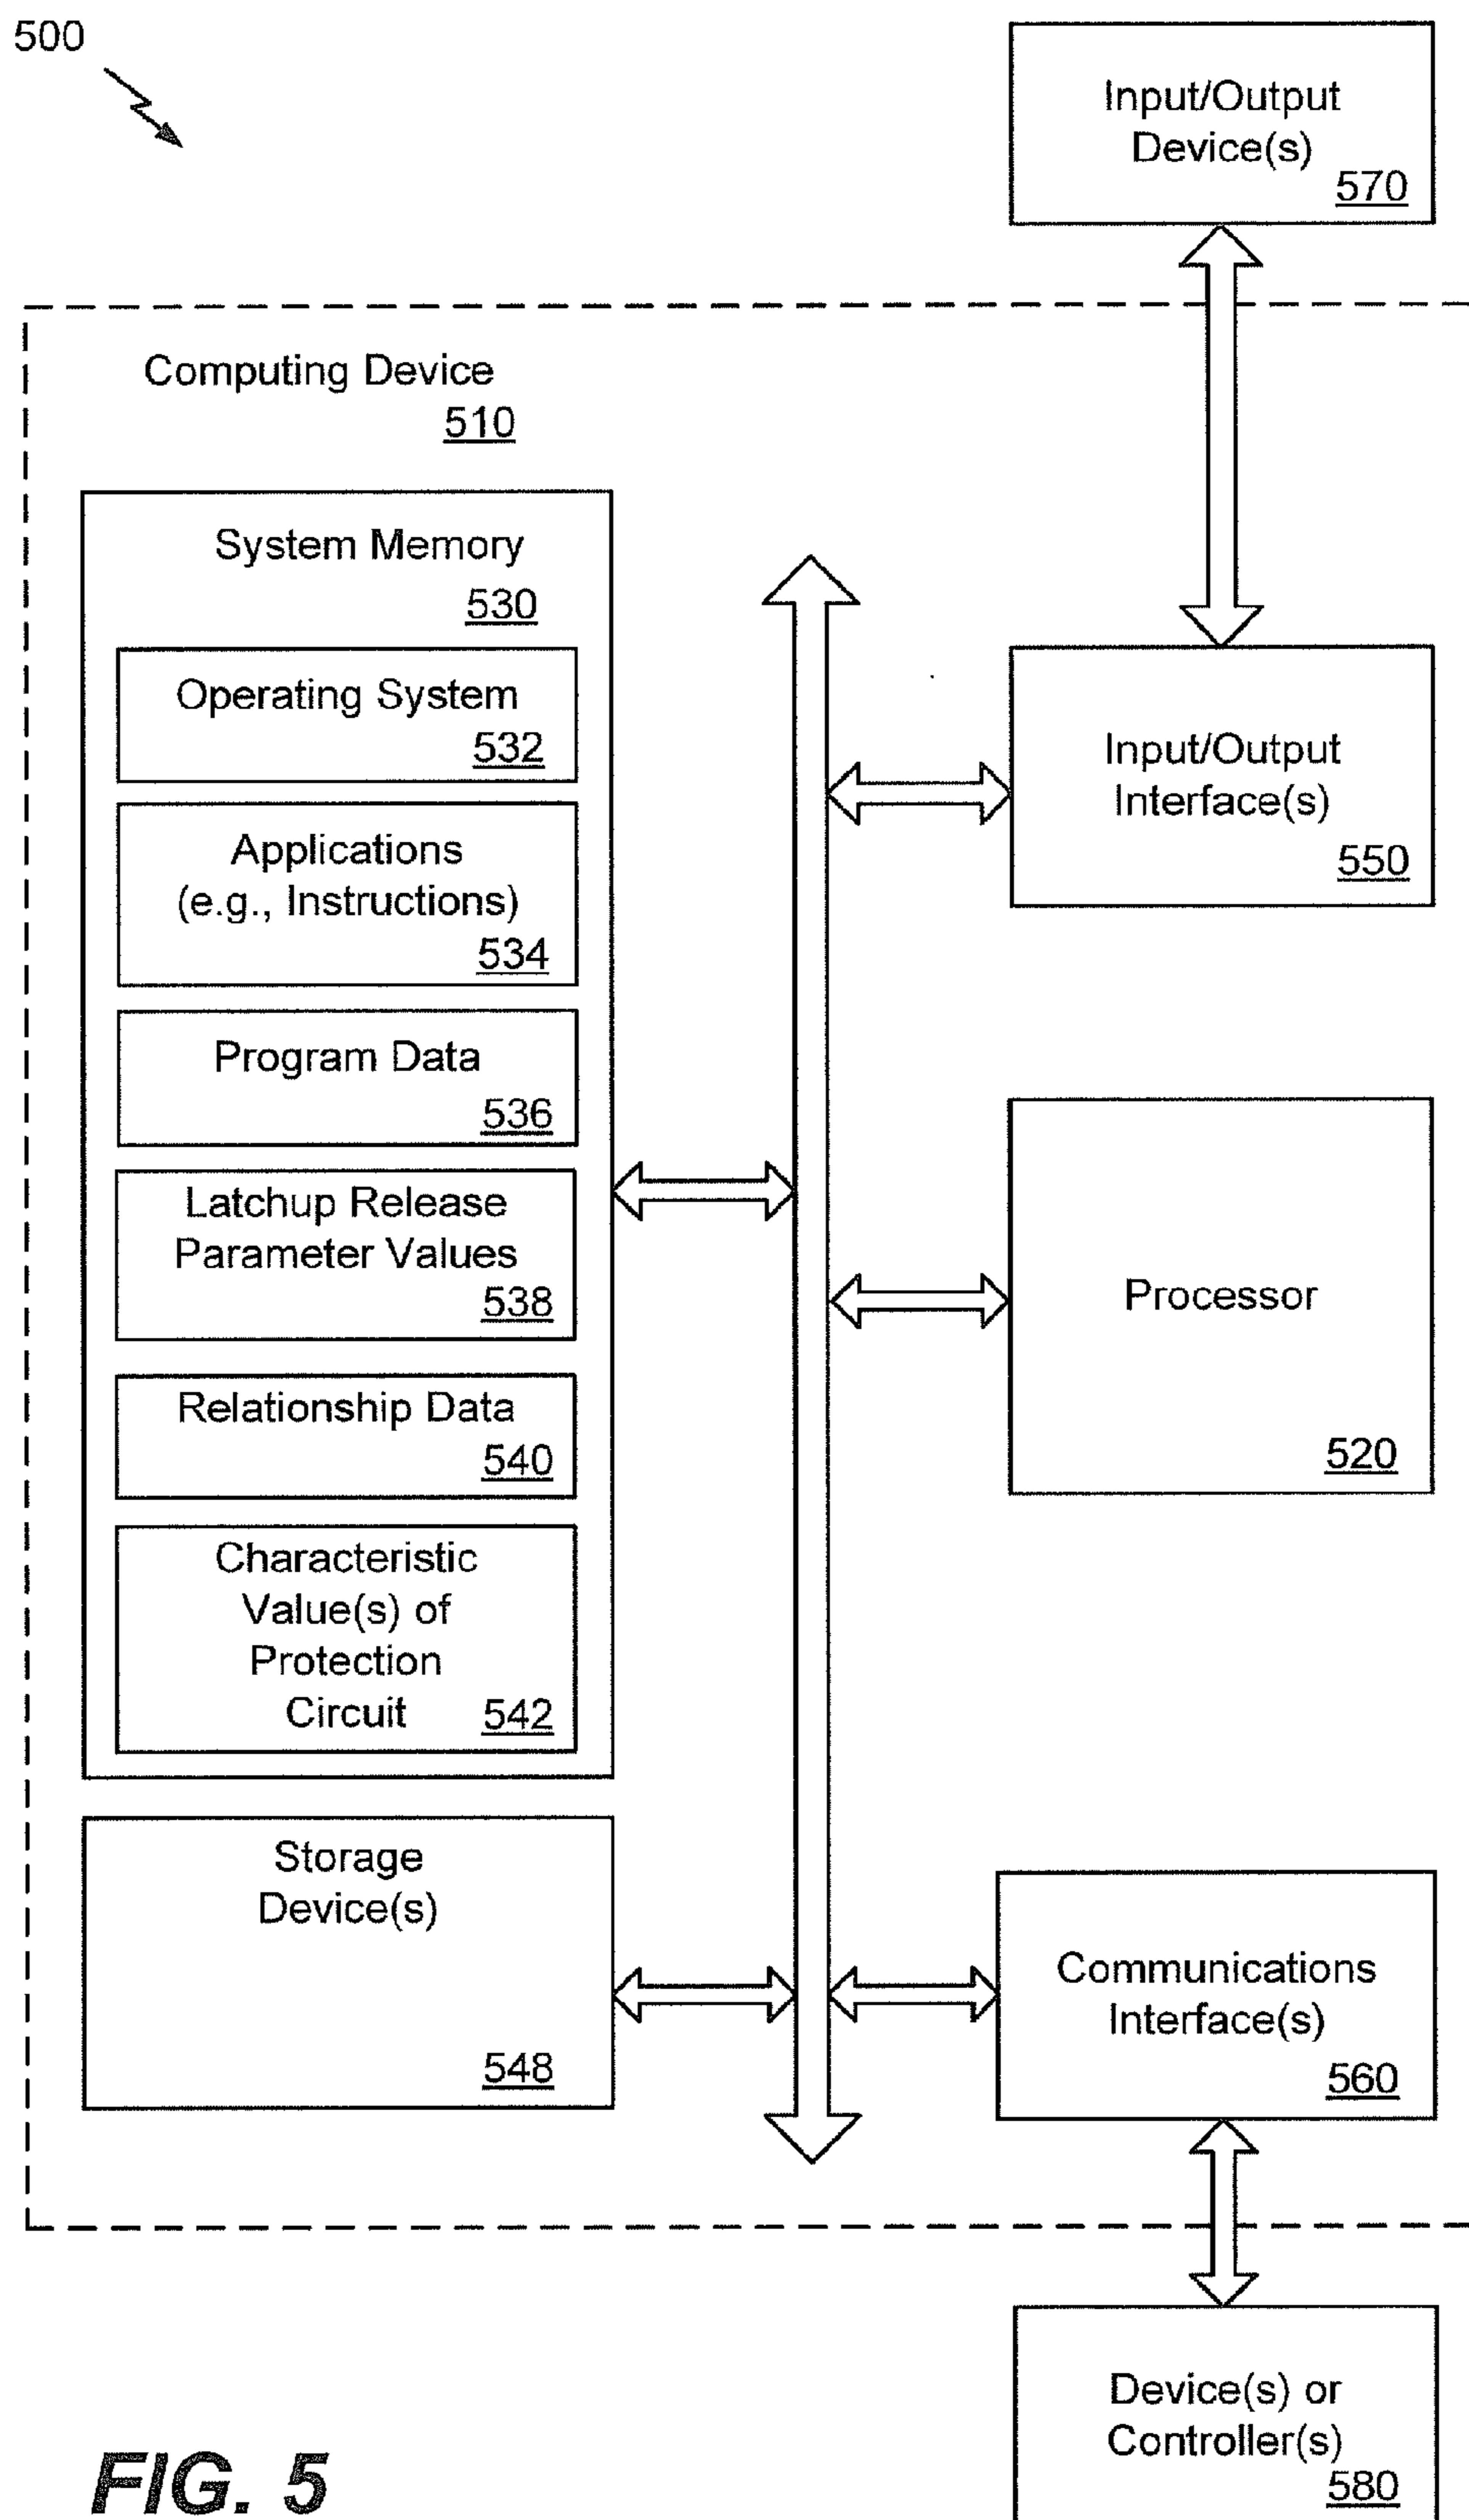 500
Input/Output
Device(s)
570
Computing Device
510
System Memory
530
Operating System
532
Applications
(e.g., Instructions)
534
Program Data
536
Latchup Release
Parameter Values
538
Relationship Data
540
Characteristic
Value(s) of
Protection
Circuit
542
Storage
Device(s)
548
Input/Output
Interface(s)
550
Processor
520
Communications
Interface(s)
560
Device(s) or
Controller(s)
580
FIG. 5